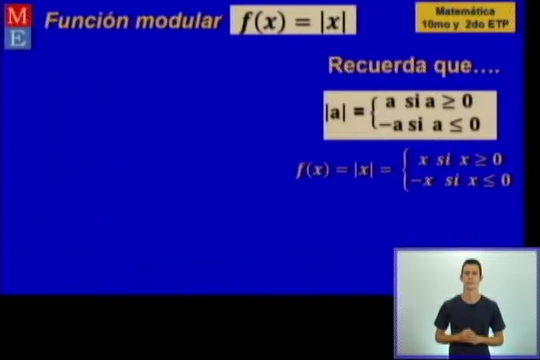 M
E
Función modular f(x) = |x|
Matemática
10mo y 2do ETP
Recuerda que....
|a| = { a si a ≥ 0
−a si a ≤ 0
f(x) = |x| = { x si x ≥ 0
−x si x ≤ 0